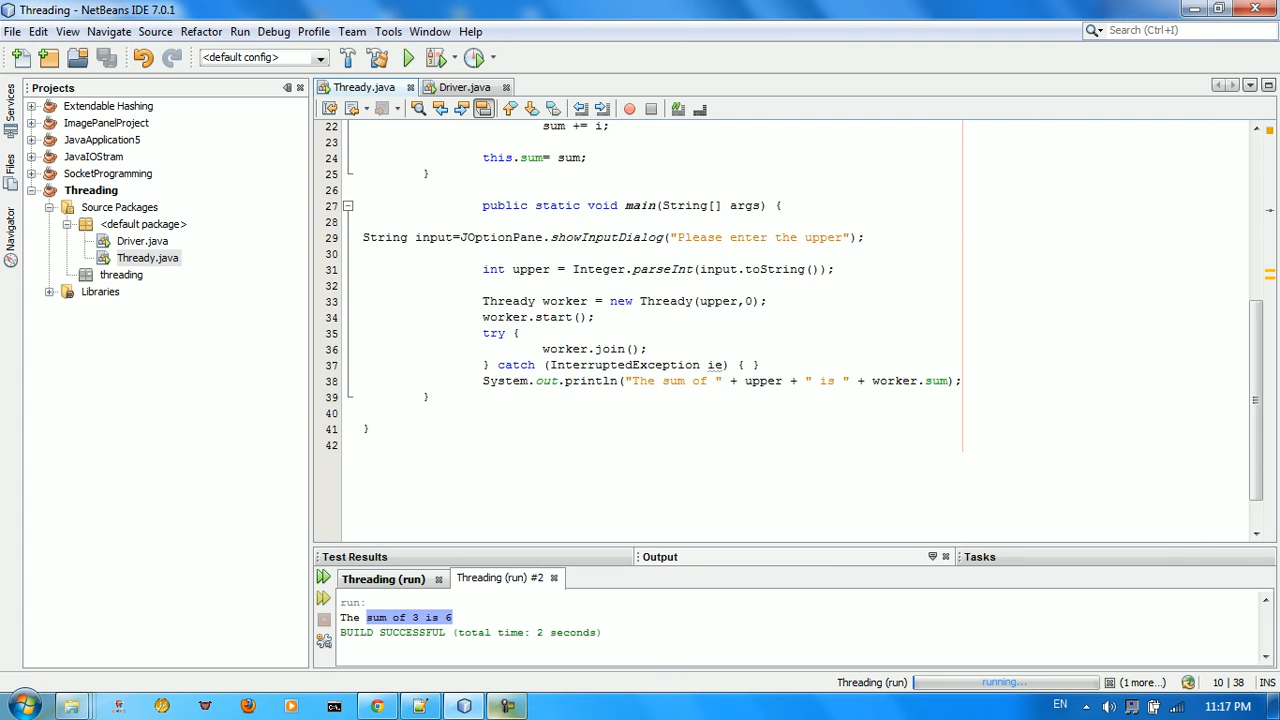 Threading - NetBeans IDE 7.0.1
File Edit View Navigate Source Refactor Run Debug Profile Team Tools Window Help
Search (Ctrl+I)
<default config>
Projects
Services
Files
Navigator
Extendable Hashing
ImagePanelProject
JavaApplication5
JavaIOStram
SocketProgramming
Threading
Source Packages
<default package>
Driver.java
Thready.java
threading
Libraries
Thready.java
Driver.java
22 sum += i;
23
24 this.sum= sum;
25 }
26
27 public static void main(String[] args) {
28
29 String input=JOptionPane.showInputDialog("Please enter the upper");
30
31 int upper = Integer.parseInt(input.toString());
32
33 Thready worker = new Thready(upper,0);
34 worker.start();
35 try {
36 worker.join();
37 } catch (InterruptedException ie) { }
38 System.out.println("The sum of " + upper + " is " + worker.sum);
39 }
40
41 }
42
Test Results
Output
Tasks
Threading (run)
Threading (run) #2
run:
The sum of 3 is 6
BUILD SUCCESSFUL (total time: 2 seconds)
Threading (run) running... (1 more...) 10 | 38 INS
EN 11:17 PM